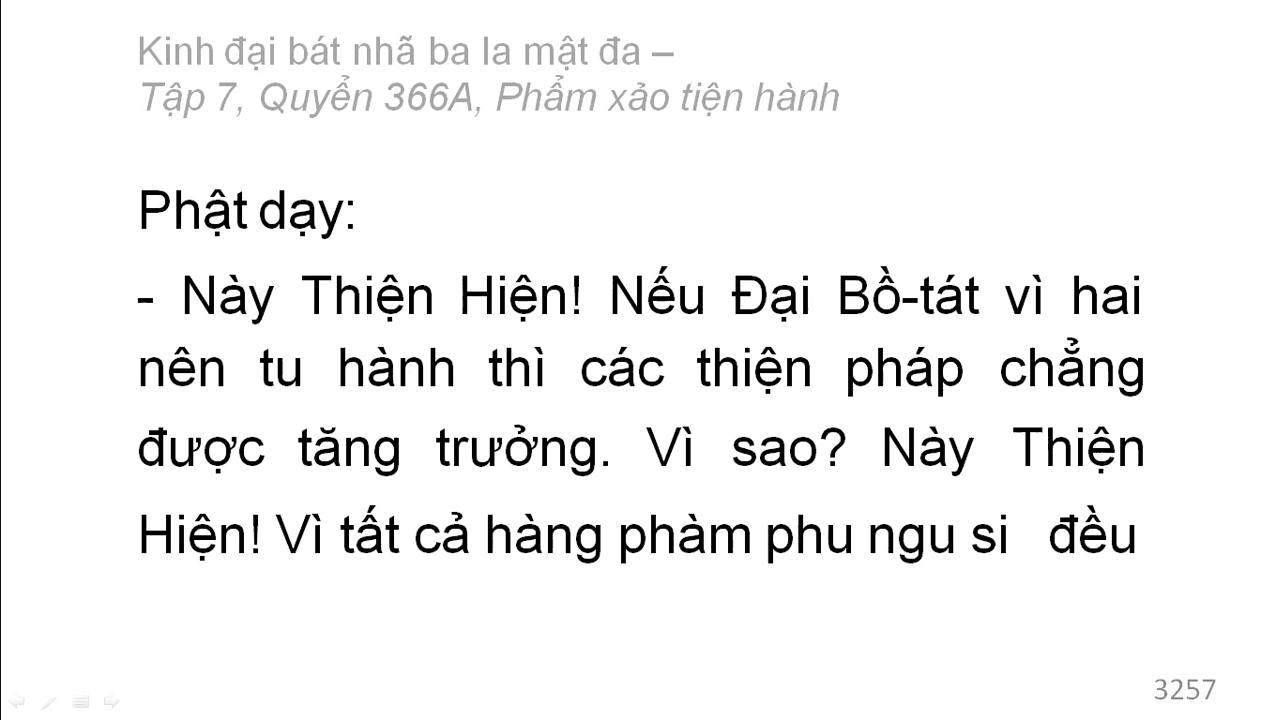 Kinh đại bát nhã ba la mật đa –
Tập 7, Quyển 366A, Phẩm xảo tiện hành
Phật dạy:
- Này Thiện Hiện! Nếu Đại Bồ-tát vì hai
nên tu hành thì các thiện pháp chẳng
được tăng trưởng. Vì sao? Này Thiện
Hiện! Vì tất cả hàng phàm phu ngu si đều
3257